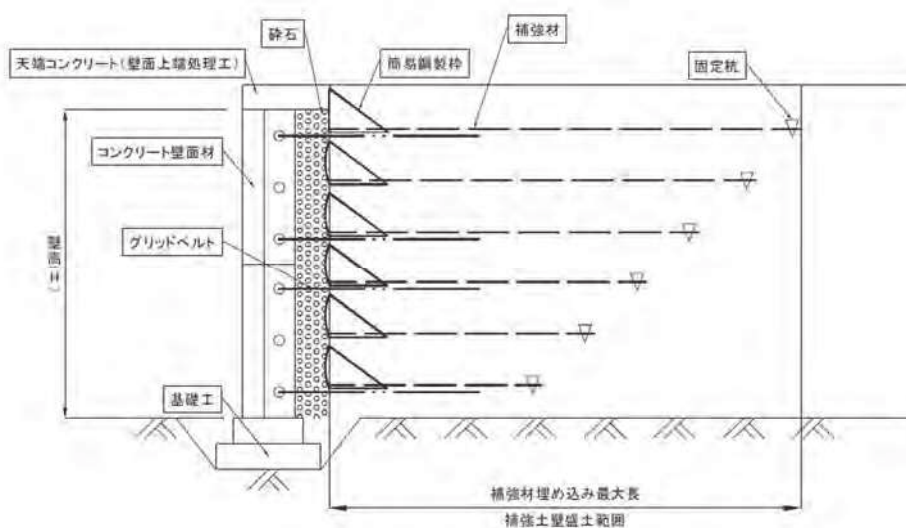 砕石
補強材
天端コンクリート(壁面上端処理工)
簡易鋼製枠
固定杭
コンクリート壁面材
グリッドベルト
壁高(H)
基礎工
補強材埋め込み最大長
補強土壁盛土範囲